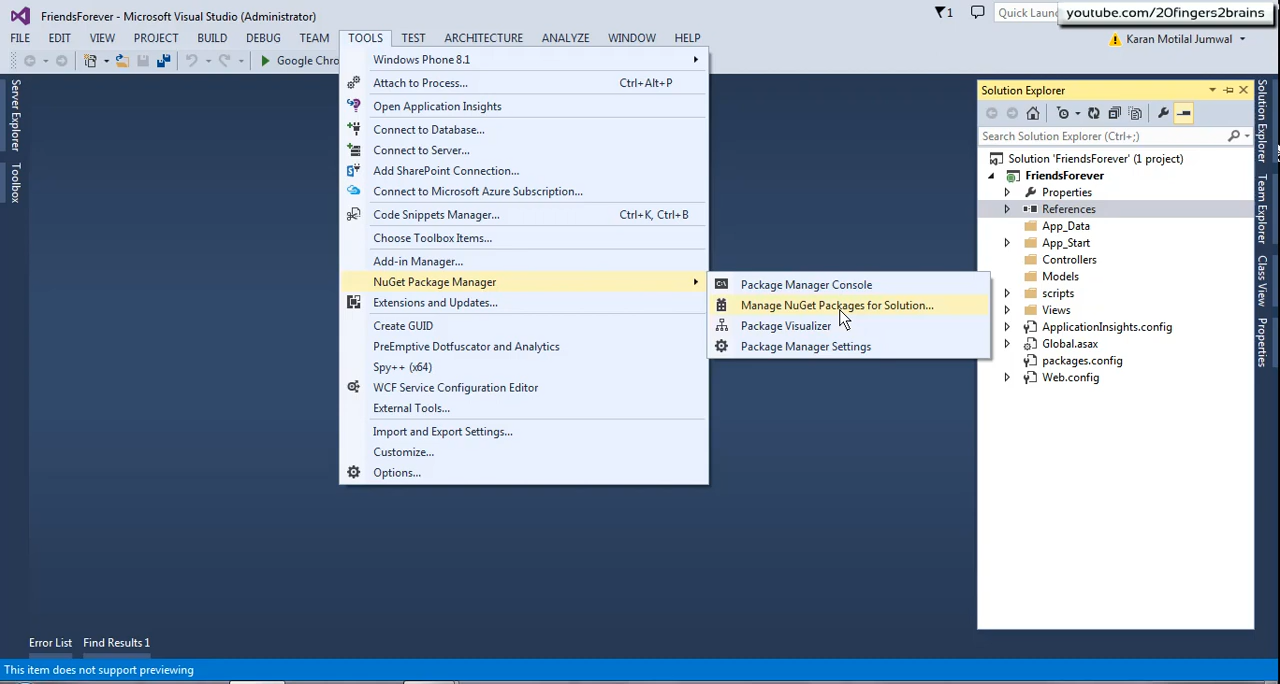 FriendsForever - Microsoft Visual Studio (Administrator)
1
Quick Laun
youtube.com/20fingers2brains
FILE EDIT VIEW PROJECT BUILD DEBUG TEAM TOOLS TEST ARCHITECTURE ANALYZE WINDOW HELP
Karan Motilal Jumwal
Google Chro
Server Explorer
Toolbox
Windows Phone 8.1
Attach to Process... Ctrl+Alt+P
Open Application Insights
Connect to Database...
Connect to Server...
Add SharePoint Connection...
Connect to Microsoft Azure Subscription...
Code Snippets Manager... Ctrl+K, Ctrl+B
Choose Toolbox Items...
Add-in Manager...
NuGet Package Manager
Extensions and Updates...
Create GUID
PreEmptive Dotfuscator and Analytics
Spy++ (x64)
WCF Service Configuration Editor
External Tools...
Import and Export Settings...
Customize...
Options...
Package Manager Console
Manage NuGet Packages for Solution...
Package Visualizer
Package Manager Settings
Solution Explorer
Search Solution Explorer (Ctrl+;)
Solution 'FriendsForever' (1 project)
FriendsForever
Properties
References
App_Data
App_Start
Controllers
Models
scripts
Views
ApplicationInsights.config
Global.asax
packages.config
Web.config
Solution Explorer
Team Explorer
Class View
Properties
Error List Find Results 1
This item does not support previewing